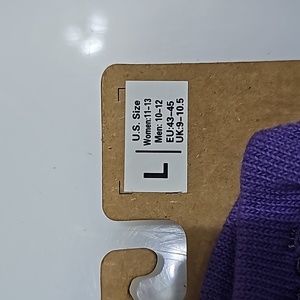 U.S. Size
Women:11-13
Men: 10-12
EU:43-45
UK:9-10.5
L